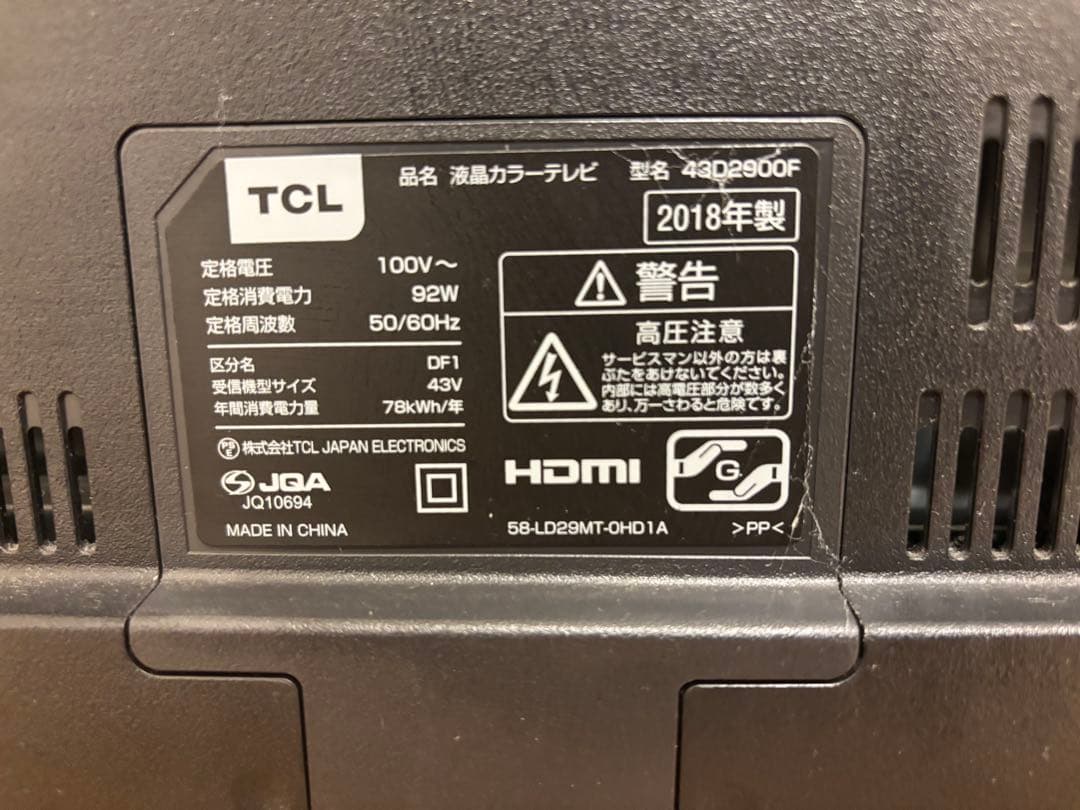 TCL
品名 液晶カラーテレビ 型名 43D2900F
2018年製
定格電圧 100V～
定格消費電力 92W
定格周波数 50/60Hz
区分名 DF1
受信機型サイズ 43V
年間消費電力量 78kWh/年
PSE 株式会社TCL JAPAN ELECTRONICS
JQA
JQ10694
MADE IN CHINA
警告
高圧注意
サービスマン以外の方は裏
ぶたをあけないでください。
内部には高電圧部分が数多く
あり、万一さわると危険です。
HDMI
G
58-LD29MT-0HD1A >PP<